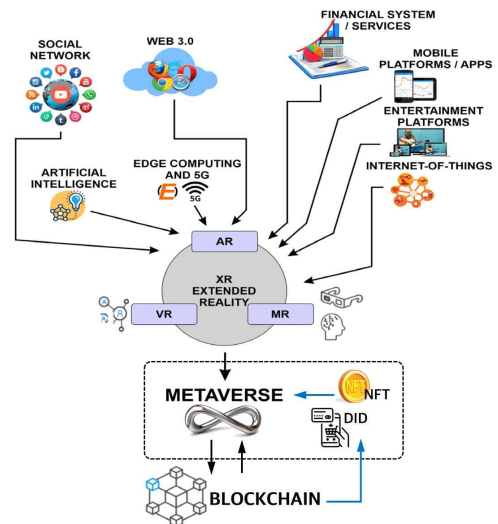 FINANCIAL SYSTEM
/ SERVICES
SOCIAL
NETWORK
WEB 3.0
MOBILE
PLATFORMS / APPS
ENTERTAINMENT
PLATFORMS
ARTIFICIAL
INTELLIGENCE
EDGE COMPUTING
AND 5G
5G
INTERNET-OF-THINGS
AR
XR
EXTENDED
REALITY
VR
MR
METAVERSE
NFT
NFT
DID
BLOCKCHAIN